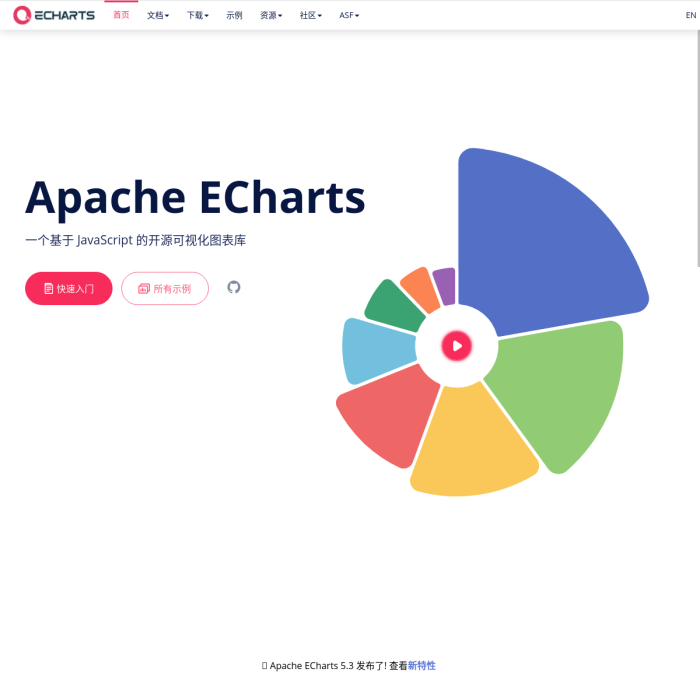 ECHARTS 首页 文档 下载 示例 资源 社区 ASF EN
Apache ECharts
一个基于 JavaScript 的开源可视化图表库
快速入门 所有示例
Apache ECharts 5.3 发布了! 查看新特性